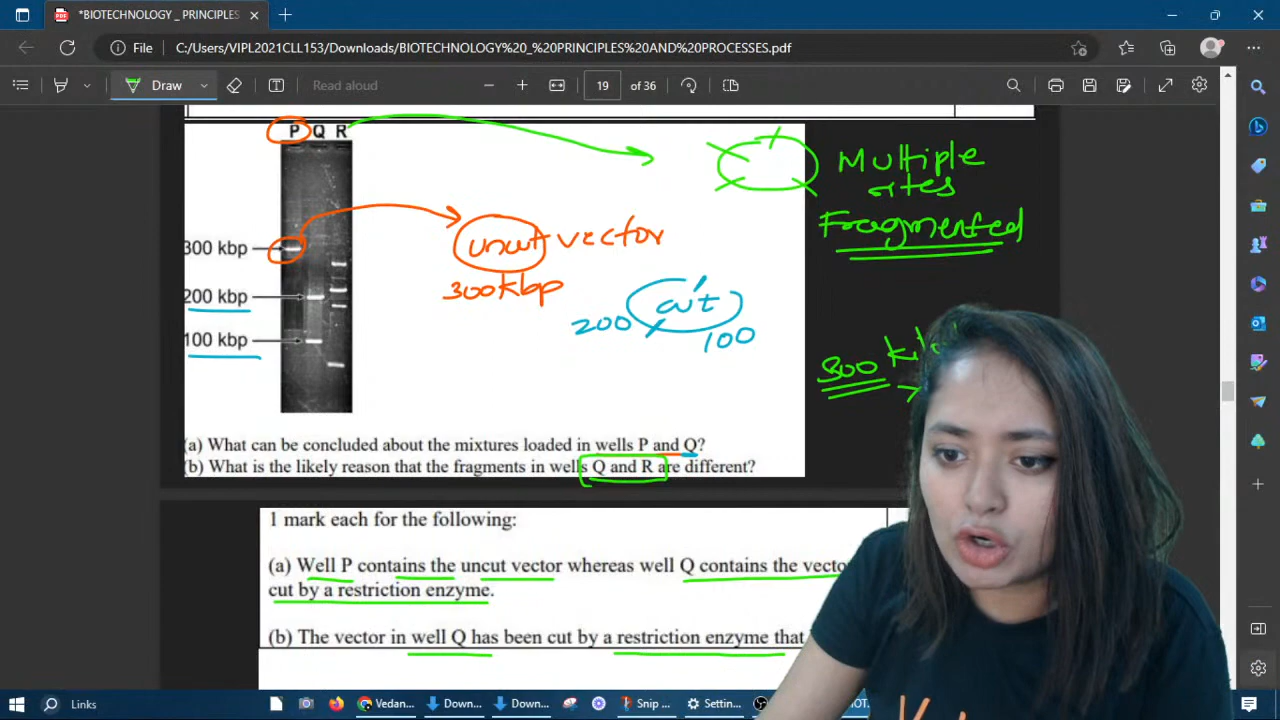 *BIOTECHNOLOGY _ PRINCIPLES
File
C:/Users/VIPL2021CLL153/Downloads/BIOTECHNOLOGY%20_%20PRINCIPLES%20AND%20PROCESSES.pdf
Draw
Read aloud
19 of 36
P Q R
Multiple
sites
Fragmented
300 kbp
uncut vector
300kbp
200 kbp
cut
200
100
100 kbp
300
(a) What can be concluded about the mixtures loaded in wells P and Q?
(b) What is the likely reason that the fragments in wells Q and R are different?
1 mark each for the following:
(a) Well P contains the uncut vector whereas well Q contains the
cut by a restriction enzyme.
(b) The vector in well Q has been cut by a restriction enzyme that
Links
Vedan
Down...
Down...
Snip ...
Settin...